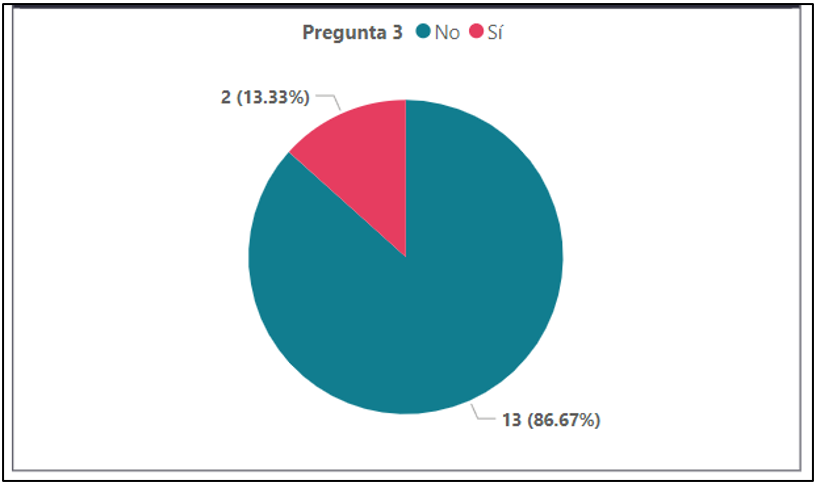 Pregunta 3 No Sí
2 (13.33%)
13 (86.67%)